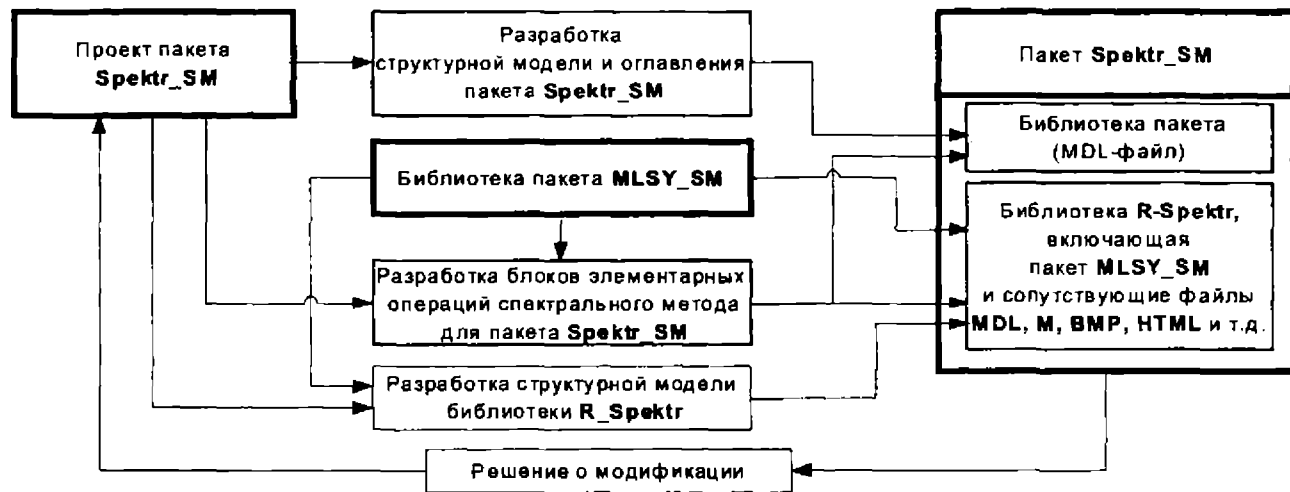 Проект пакета
Spektr_SM
Разработка
структурной модели и оглавления
пакета Spektr_SM
Библиотека пакета MLSY_SM
Разработка блоков элементарных
операций спектрального метода
для пакета Spektr_SM
Разработка структурной модели
библиотеки R_Spektr
Решение о модификации
Пакет Spektr_SM
Библиотека пакета
(MDL-файл)
Библиотека R-Spektr,
включающая
пакет MLSY_SM
и сопутствующие файлы
MDL, M, BMP, HTML и т.д.